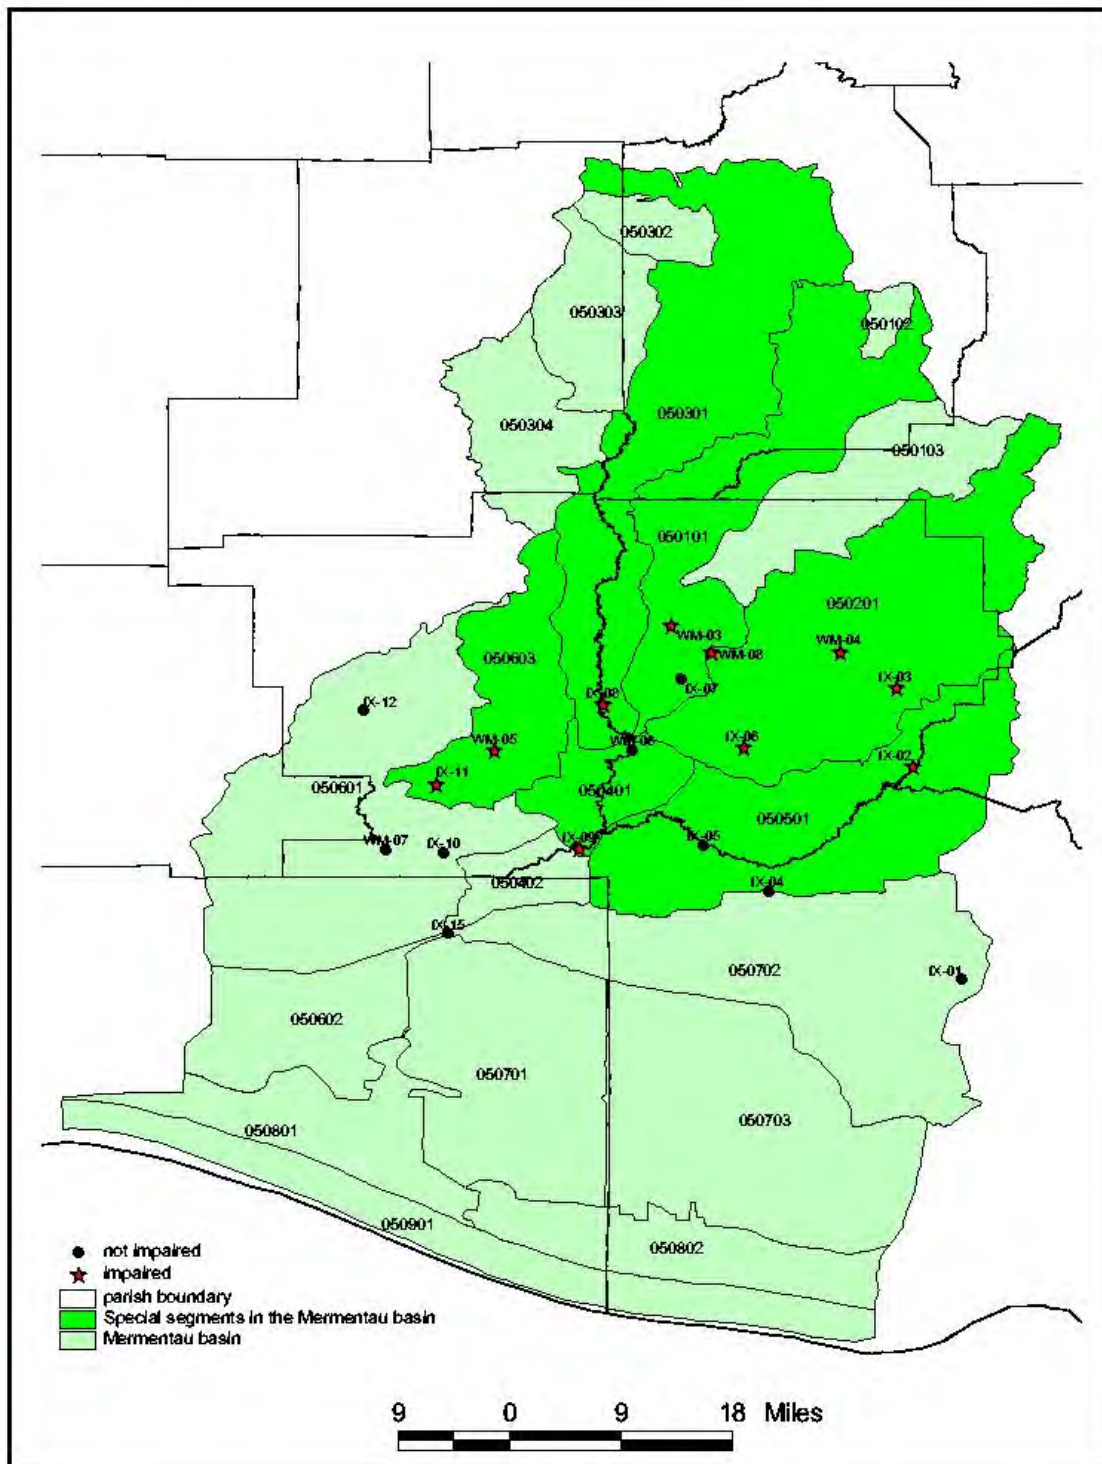 050302
050303
050102
050301
050304
050103
050101
050201
WM-03
WM-04
050603
WM-08
IX-07
IX-03
IX-08
IX-12
WM-05
WM-06
IX-06
IX-02
IX-11
050601
050401
050501
IX-09
IX-05
WM-07
IX-10
050402
IX-04
IX-15
050702
IX-01
050602
050701
050703
050801
050901
050802
not impaired
impaired
parish boundary
Special segments in the Mermentau basin
Mermentau basin
9 0 9 18 Miles